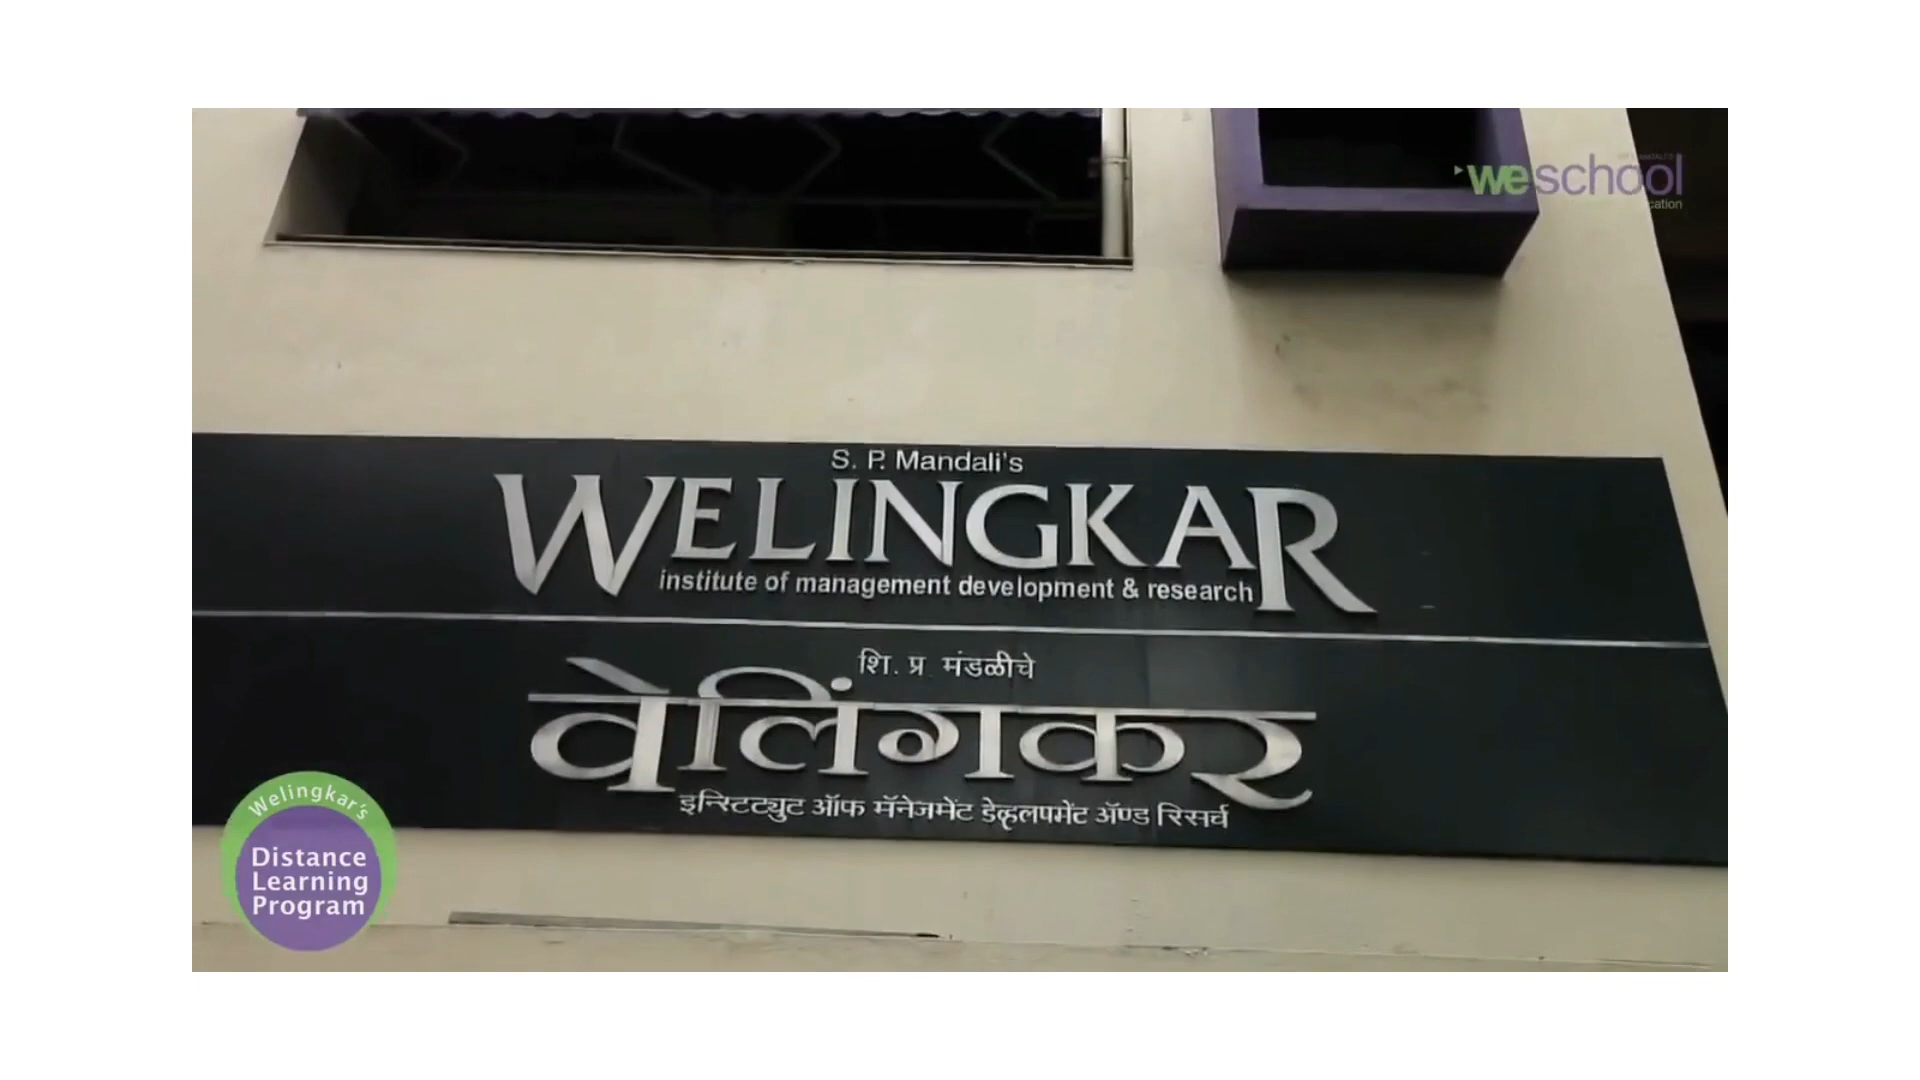 weschool
S. P. Mandali's
WELINGKAR
institute of management development & research
शि. प्र. मंडळीचे
वेलिंगकर
इन्स्टिट्युट ऑफ मॅनेजमेंट डेव्हलपमेंट ॲण्ड रिसर्च
Welingkar's
Distance
Learning
Program